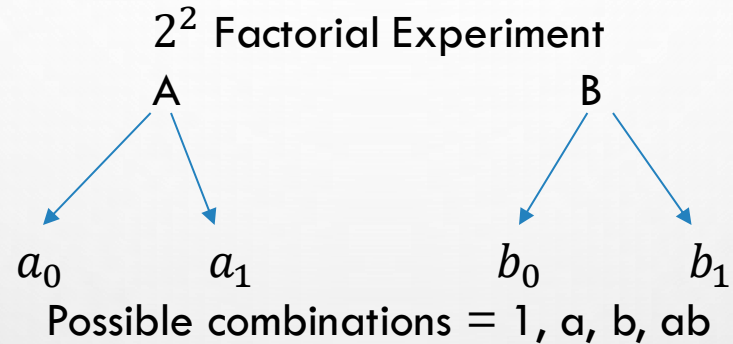 2² Factorial Experiment
A B
a₀ a₁ b₀ b₁
Possible combinations = 1, a, b, ab